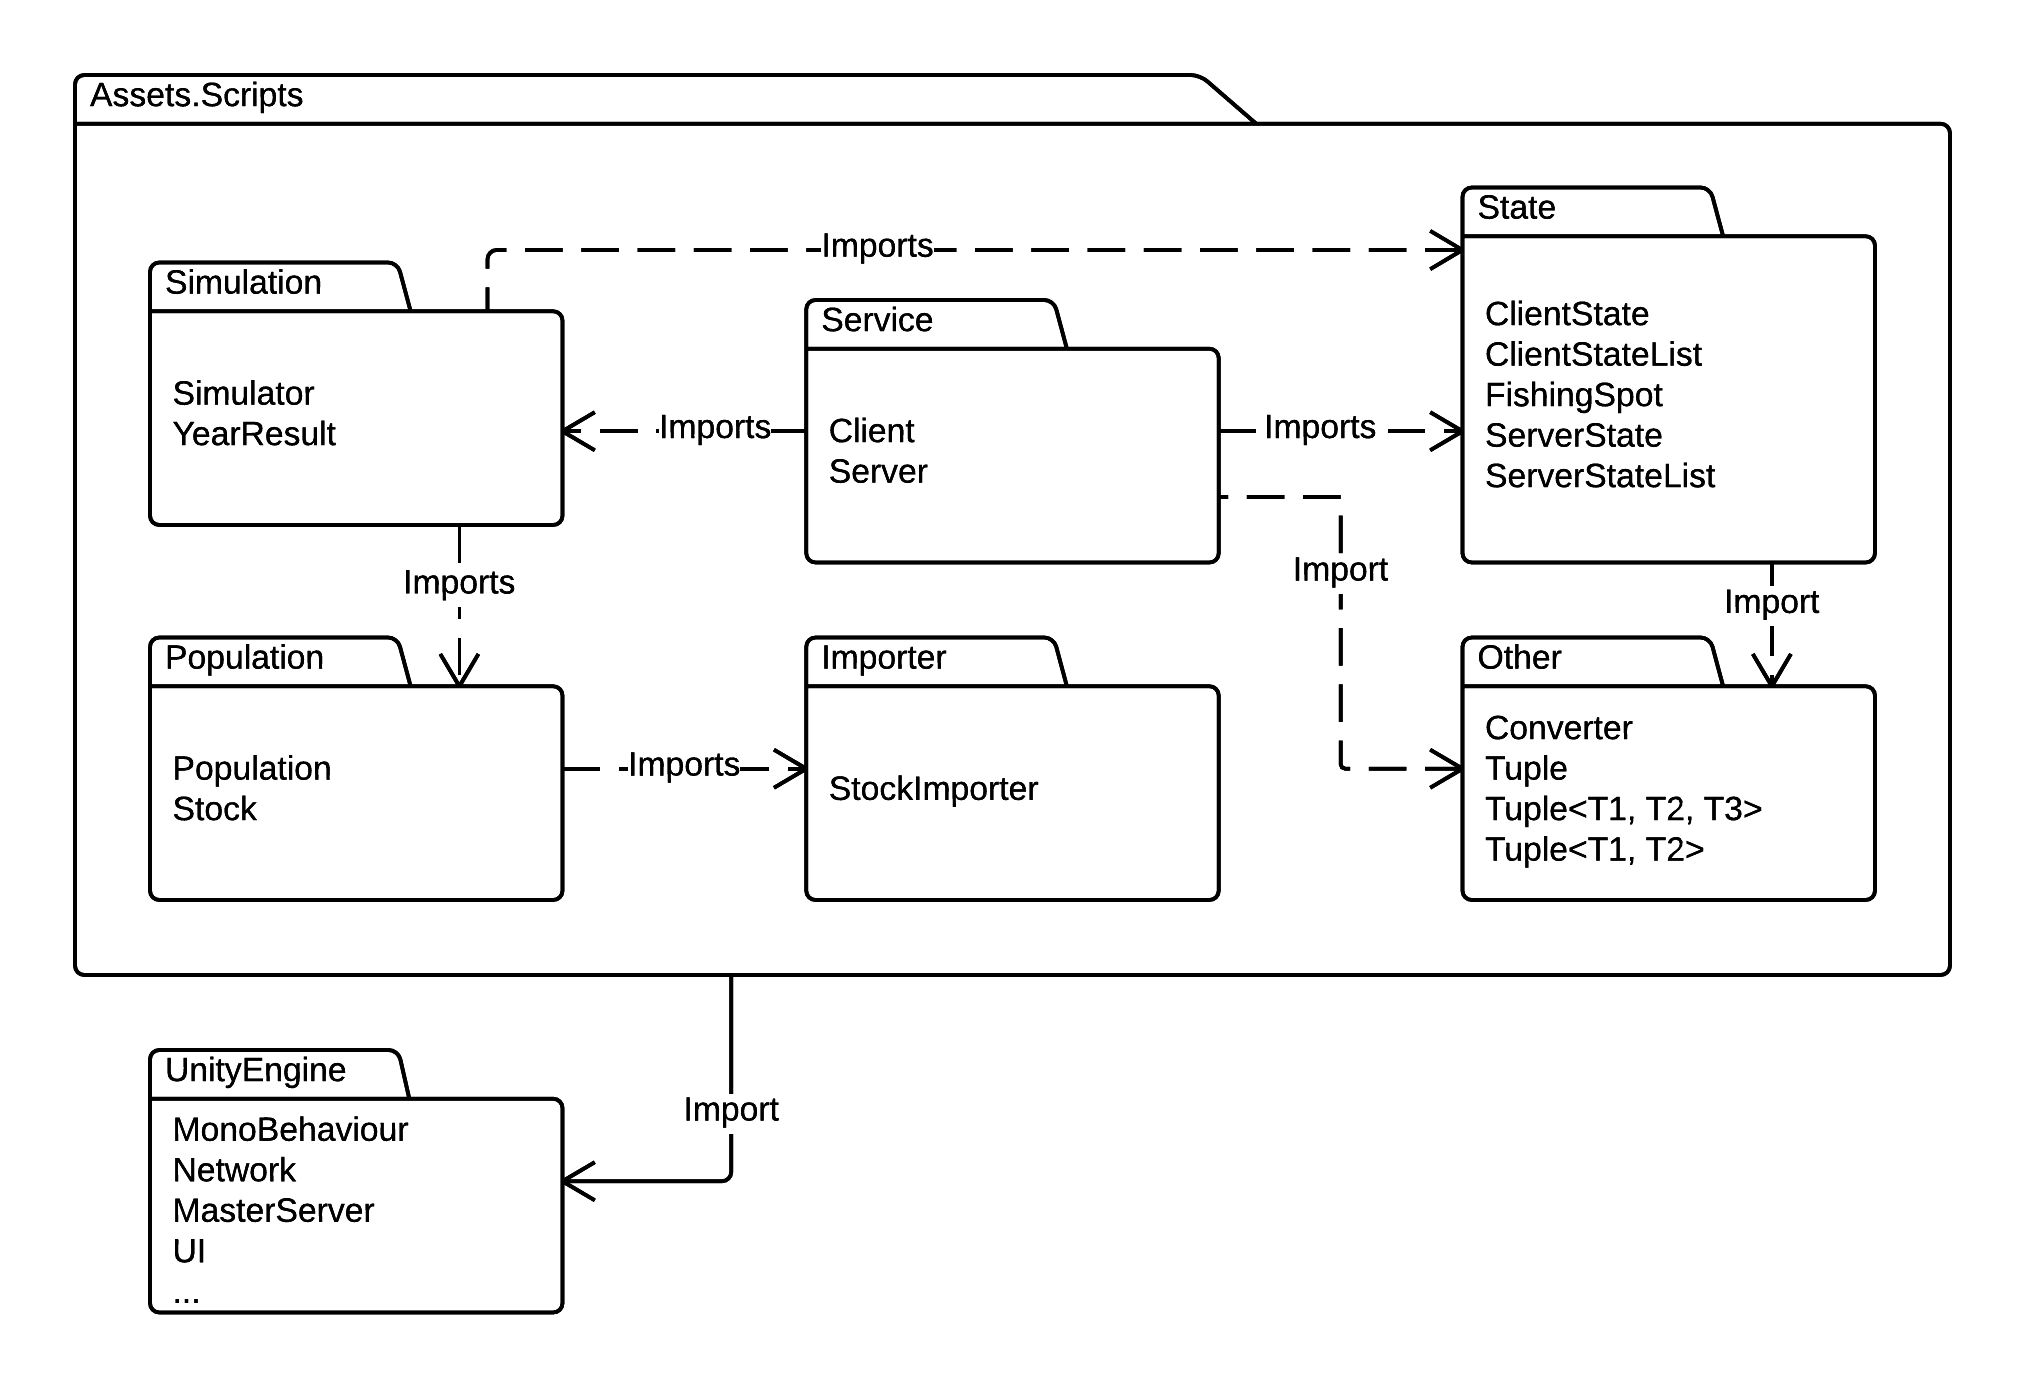 Assets.Scripts
State
Imports
Simulation
Service
ClientState
ClientStateList
FishingSpot
ServerState
ServerStateList
Simulator
YearResult
Imports
Client
Server
Imports
Import
Imports
Import
Population
Importer
Other
Population
Stock
Imports
StockImporter
Converter
Tuple
Tuple<T1, T2, T3>
Tuple<T1, T2>
UnityEngine
Import
MonoBehaviour
Network
MasterServer
UI
...